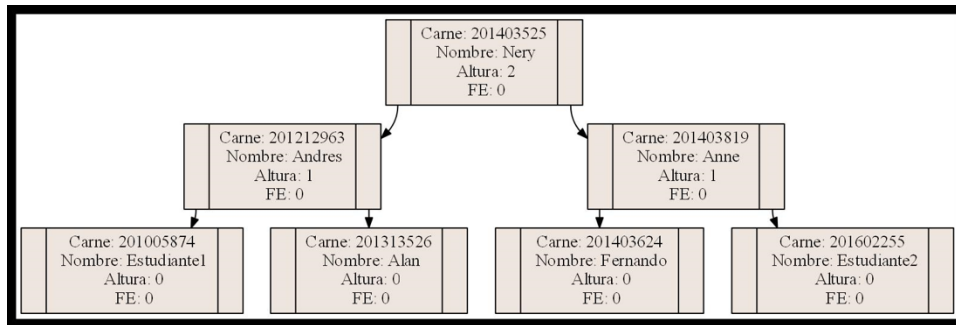 Carne: 201403525
Nombre: Nery
Altura: 2
FE: 0
Carne: 201212963
Nombre: Andres
Altura: 1
FE: 0
Carne: 201403819
Nombre: Anne
Altura: 1
FE: 0
Carne: 201005874
Nombre: Estudiante1
Altura: 0
FE: 0
Carne: 201313526
Nombre: Alan
Altura: 0
FE: 0
Carne: 201403624
Nombre: Fernando
Altura: 0
FE: 0
Carne: 201602255
Nombre: Estudiante2
Altura: 0
FE: 0